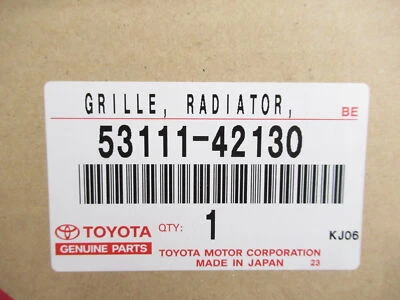 GRILLE, RADIATOR,
BE
53111-42130
TOYOTA QTY: 1 KJ06
GENUINE PARTS
TOYOTA MOTOR CORPORATION
MADE IN JAPAN 23